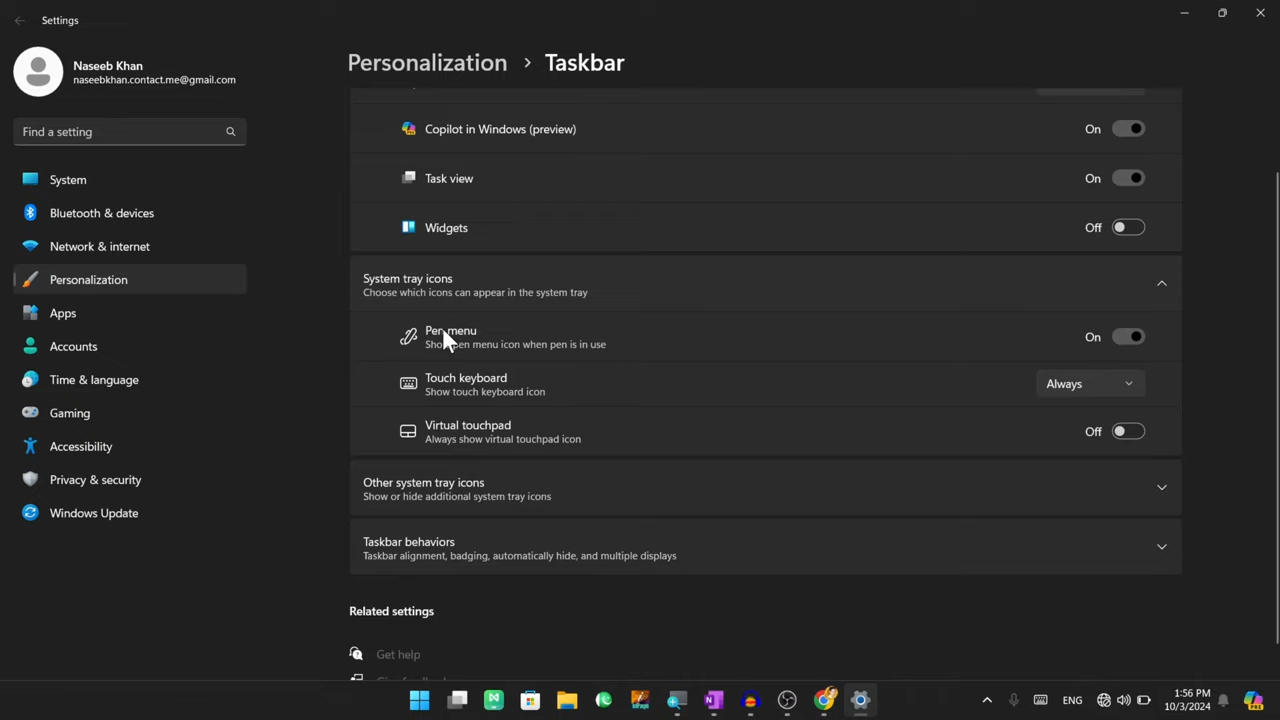 Settings
Naseeb Khan
naseebkhan.contact.me@gmail.com
Find a setting
System
Bluetooth & devices
Network & internet
Personalization
Apps
Accounts
Time & language
Gaming
Accessibility
Privacy & security
Windows Update
Personalization > Taskbar
Copilot in Windows (preview) On
Task view On
Widgets Off
System tray icons
Choose which icons can appear in the system tray
Pen menu On
pen menu icon when pen is in use
Touch keyboard
Show touch keyboard icon
Always
Virtual touchpad
Always show virtual touchpad icon
Off
Other system tray icons
Show or hide additional system tray icons
Taskbar behaviors
Taskbar alignment, badging, automatically hide, and multiple displays
Related settings
Get help
ENG
1:56 PM
10/3/2024